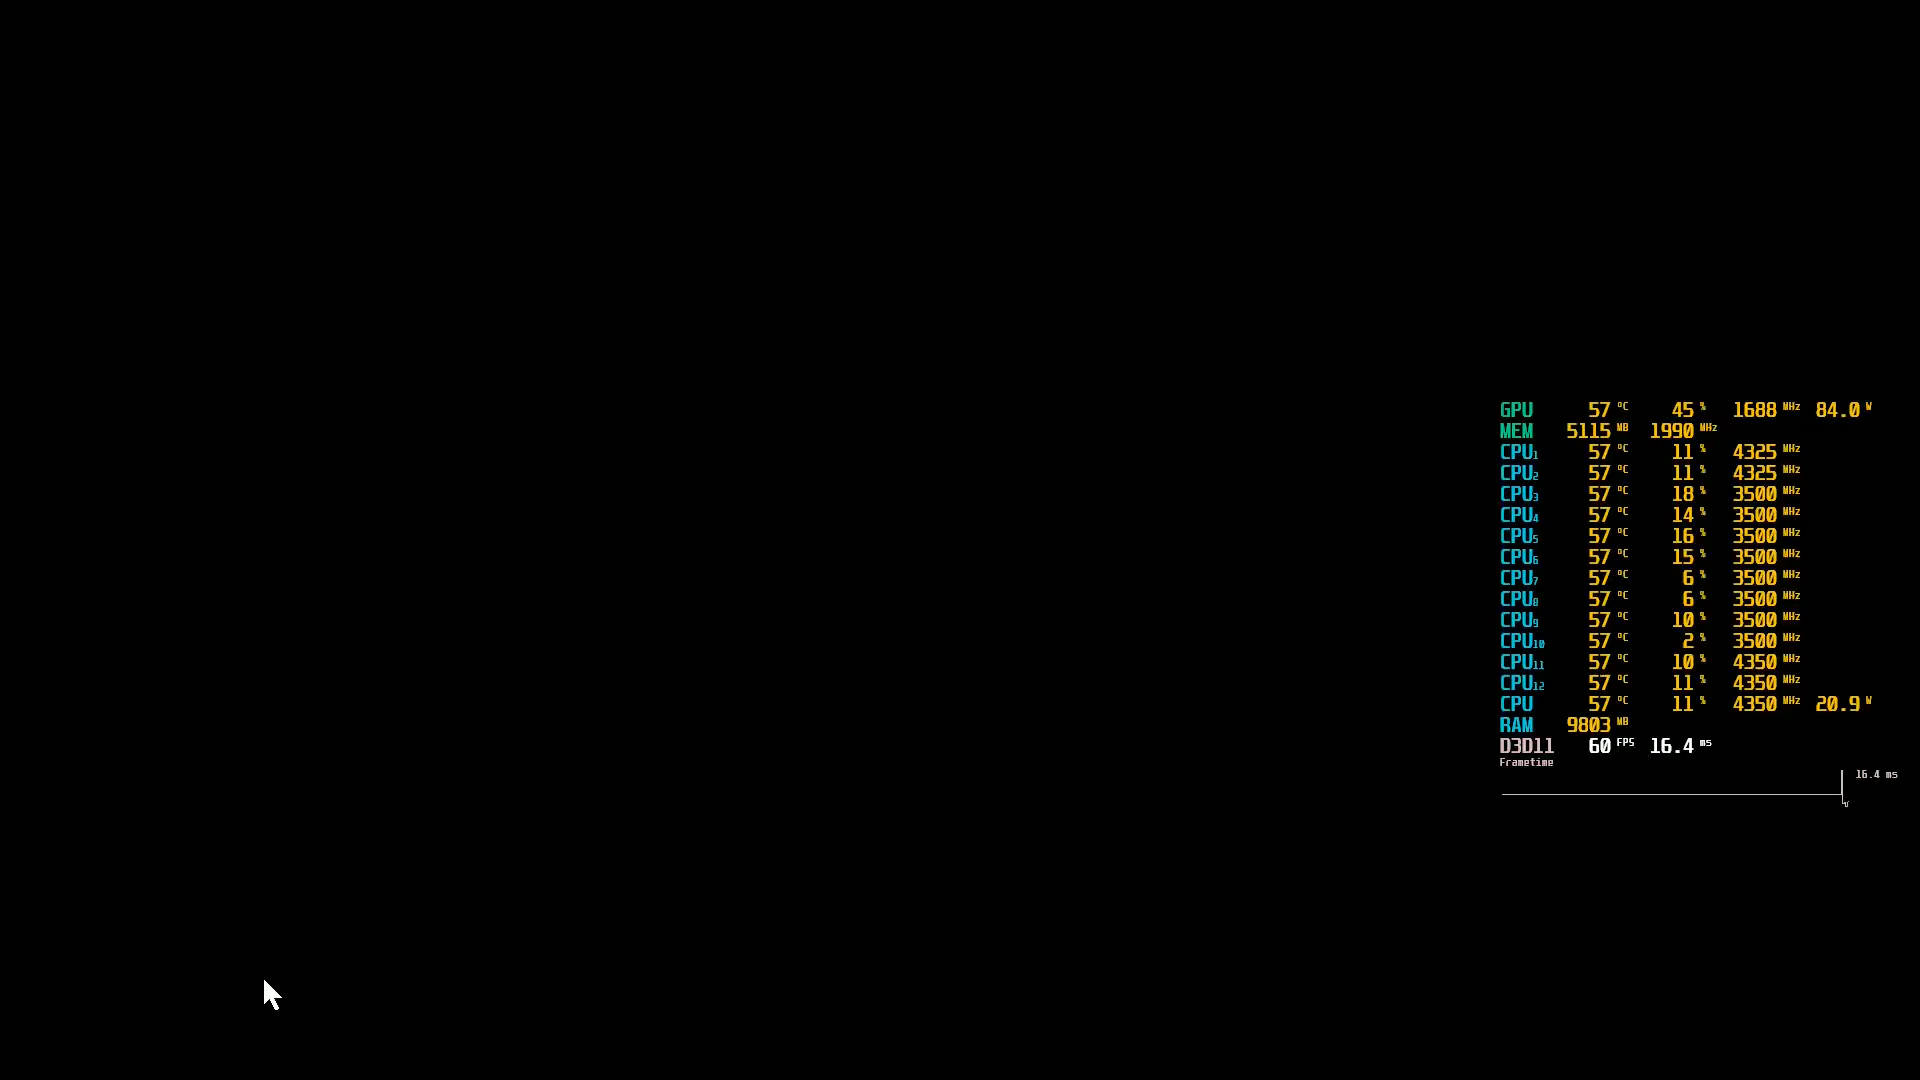 GPU 57 °C 45 % 1688 MHz 84.0 W
MEM 5115 MB 1990 MHz
CPU1 57 °C 11 % 4325 MHz
CPU2 57 °C 11 % 4325 MHz
CPU3 57 °C 18 % 3500 MHz
CPU4 57 °C 14 % 3500 MHz
CPU5 57 °C 16 % 3500 MHz
CPU6 57 °C 15 % 3500 MHz
CPU7 57 °C 6 % 3500 MHz
CPU8 57 °C 6 % 3500 MHz
CPU9 57 °C 10 % 3500 MHz
CPU10 57 °C 2 % 3500 MHz
CPU11 57 °C 10 % 4350 MHz
CPU12 57 °C 11 % 4350 MHz
CPU 57 °C 11 % 4350 MHz 20.9 W
RAM 9803 MB
D3D11 60 FPS 16.4 ms
Frametime
16.4 ms